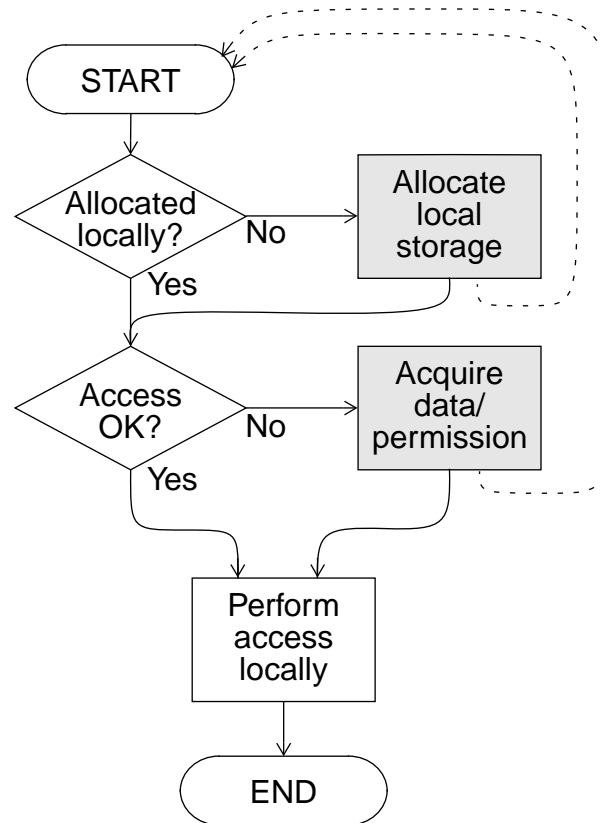 START
Allocated
locally?
No
Allocate
local
storage
Yes
Access
OK?
No
Acquire
data/
permission
Yes
Perform
access
locally
END